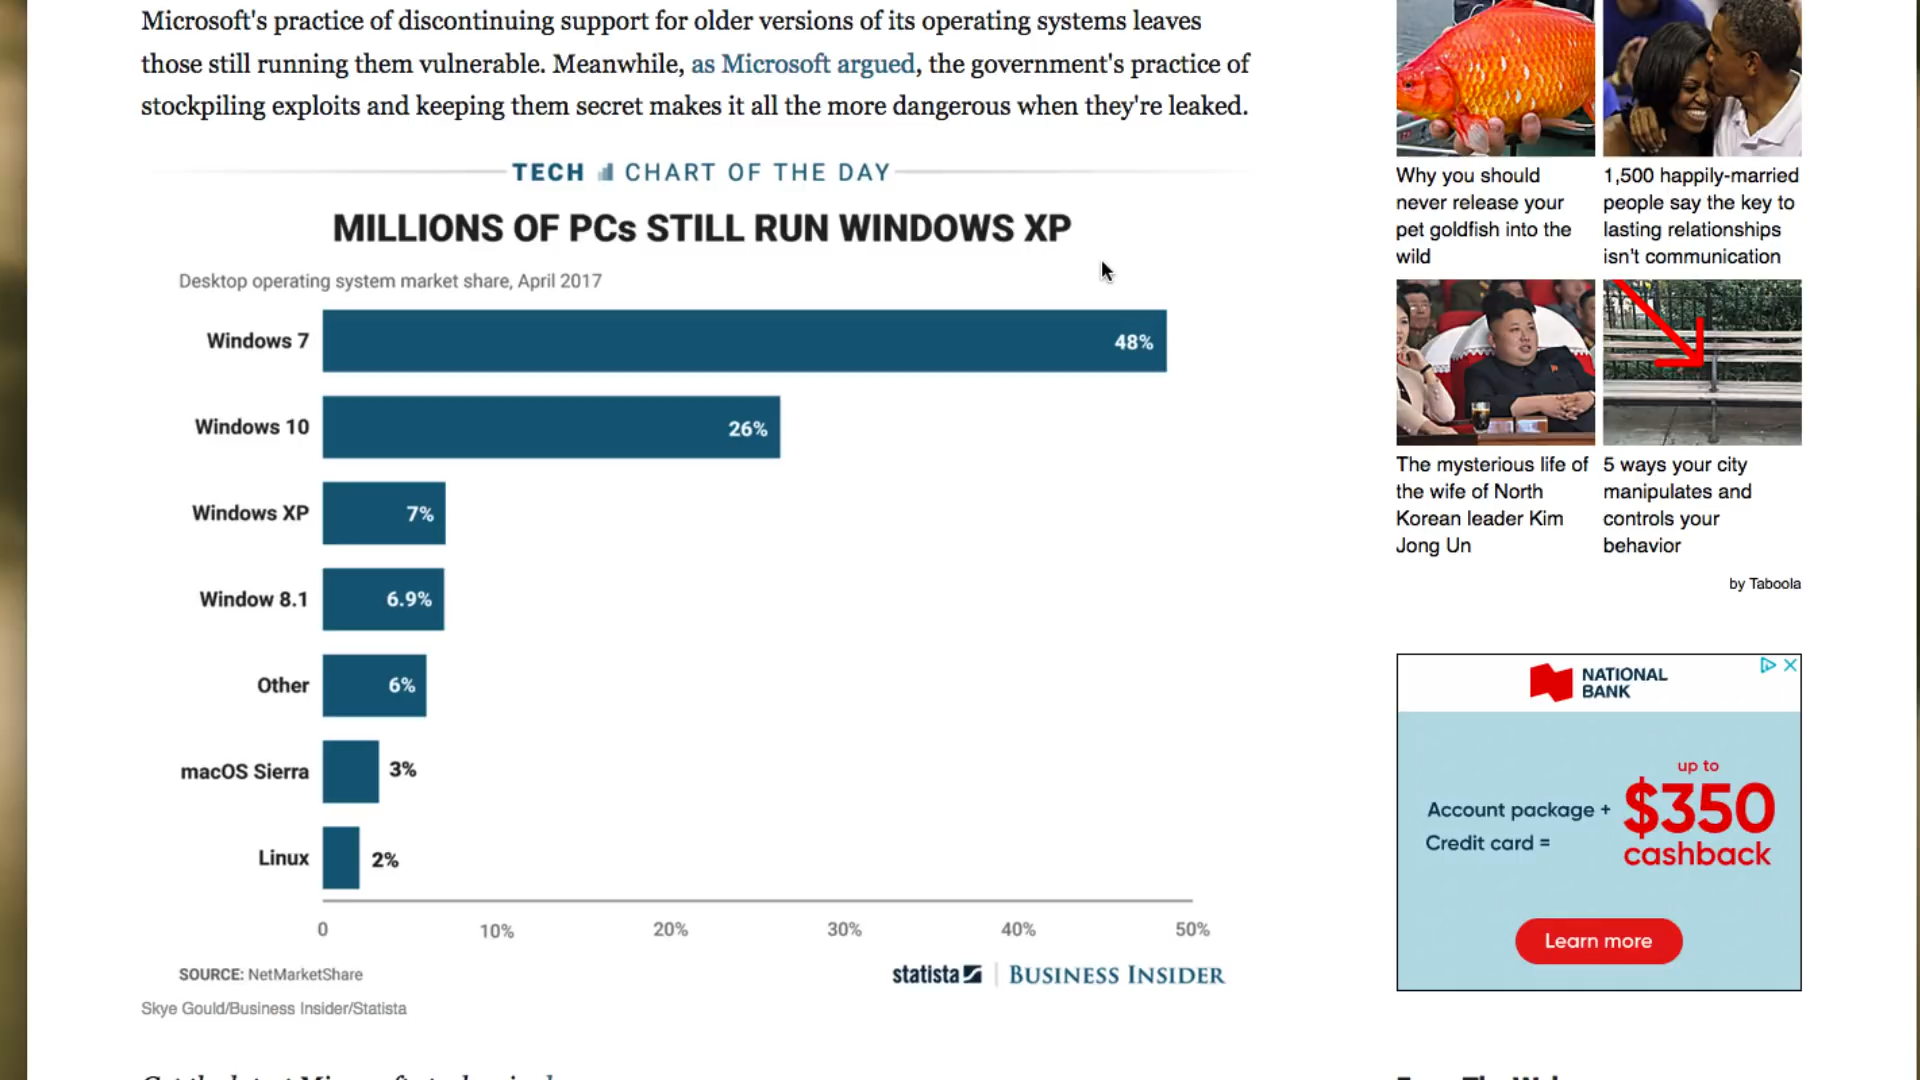 Microsoft's practice of discontinuing support for older versions of its operating systems leaves
those still running them vulnerable. Meanwhile, as Microsoft argued, the government's practice of
stockpiling exploits and keeping them secret makes it all the more dangerous when they're leaked.
TECH CHART OF THE DAY
MILLIONS OF PCs STILL RUN WINDOWS XP
Desktop operating system market share, April 2017
Windows 7 48%
Windows 10 26%
Windows XP 7%
Window 8.1 6.9%
Other 6%
macOS Sierra 3%
Linux 2%
0 10% 20% 30% 40% 50%
SOURCE: NetMarketShare
statista BUSINESS INSIDER
Skye Gould/Business Insider/Statista
Why you should
never release your
pet goldfish into the
wild
1,500 happily-married
people say the key to
lasting relationships
isn't communication
The mysterious life of
the wife of North
Korean leader Kim
Jong Un
5 ways your city
manipulates and
controls your
behavior
by Taboola
NATIONAL
BANK
Account package +
Credit card =
up to
$350
cashback
Learn more